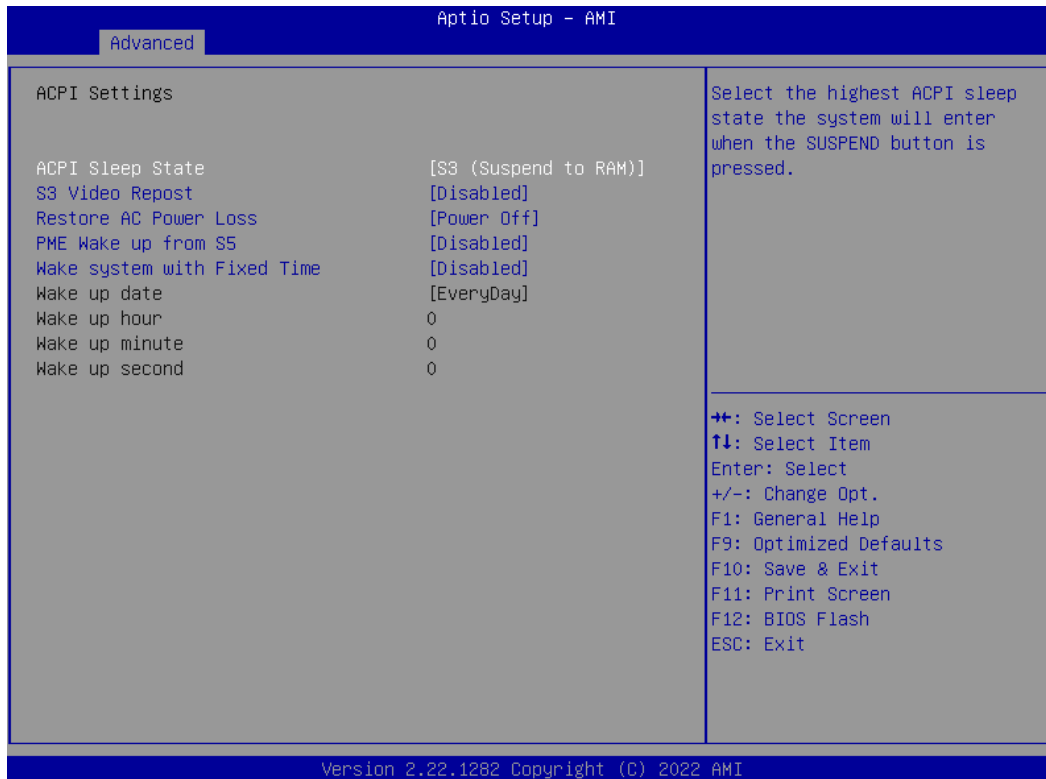 Aptio Setup – AMI
Advanced
ACPI Settings
ACPI Sleep State [S3 (Suspend to RAM)]
S3 Video Repost [Disabled]
Restore AC Power Loss [Power Off]
PME Wake up from S5 [Disabled]
Wake system with Fixed Time [Disabled]
Wake up date [EveryDay]
Wake up hour 0
Wake up minute 0
Wake up second 0
Select the highest ACPI sleep
state the system will enter
when the SUSPEND button is
pressed.
→←: Select Screen
↑↓: Select Item
Enter: Select
+/-: Change Opt.
F1: General Help
F9: Optimized Defaults
F10: Save & Exit
F11: Print Screen
F12: BIOS Flash
ESC: Exit
Version 2.22.1282 Copyright (C) 2022 AMI